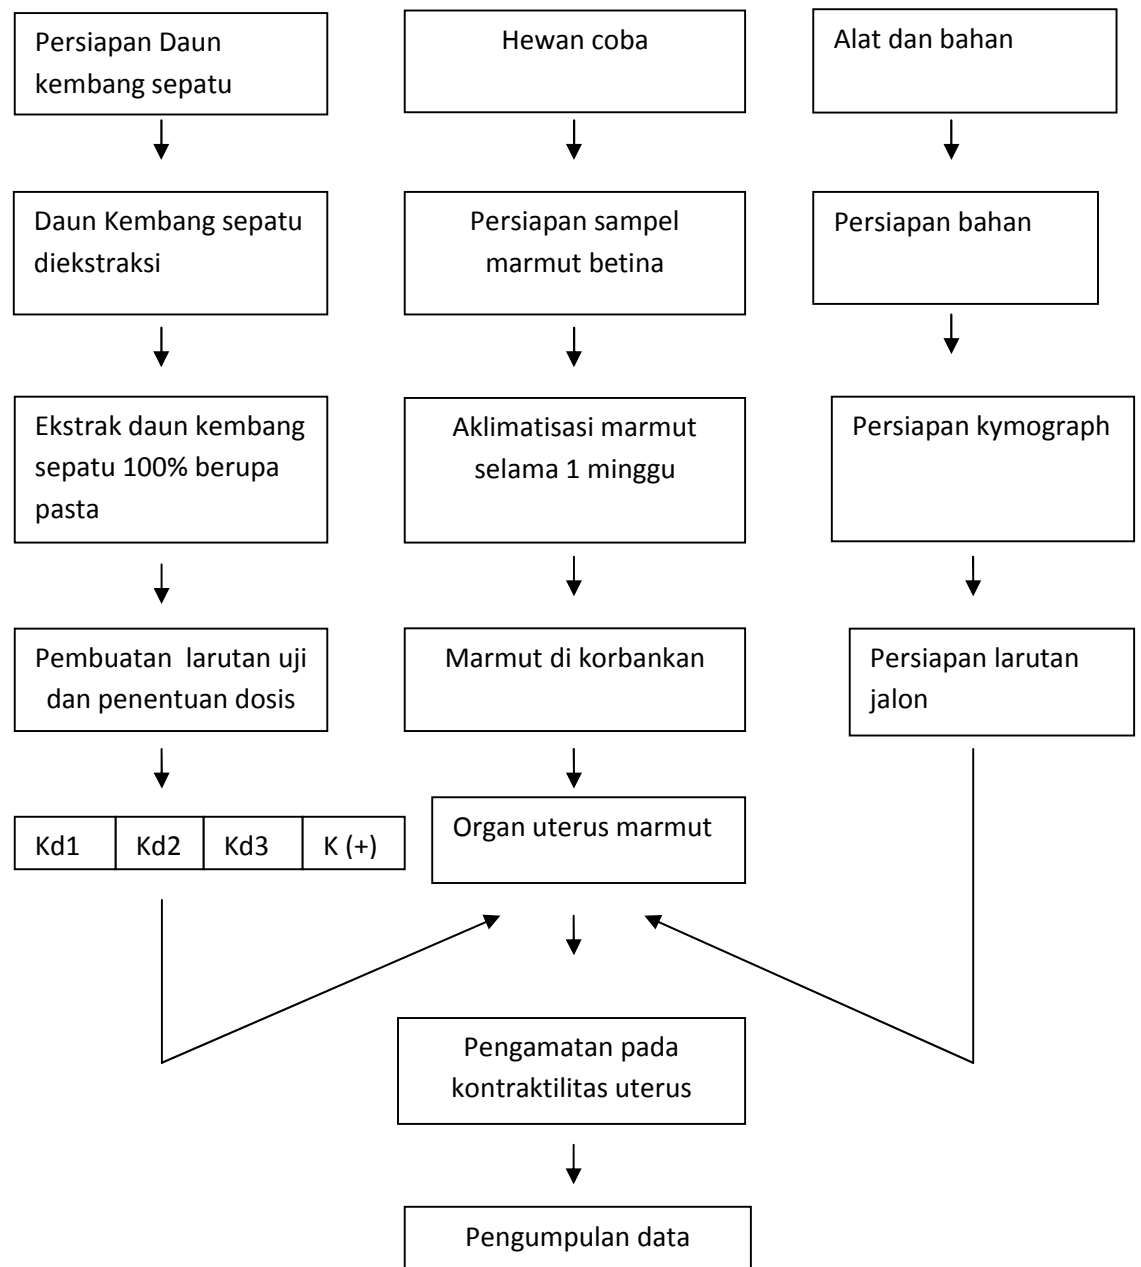 Persiapan Daun
kembang sepatu
Hewan coba
Alat dan bahan
Daun Kembang sepatu
diekstraksi
Persiapan sampel
marmut betina
Persiapan bahan
Ekstrak daun kembang
sepatu 100% berupa
pasta
Aklimatisasi marmut
selama 1 minggu
Persiapan kymograph
Pembuatan larutan uji
dan penentuan dosis
Marmut di korbankan
Persiapan larutan
jalon
Kd1
Kd2
Kd3
K (+)
Organ uterus marmut
Pengamatan pada
kontraktilitas uterus
Pengumpulan data